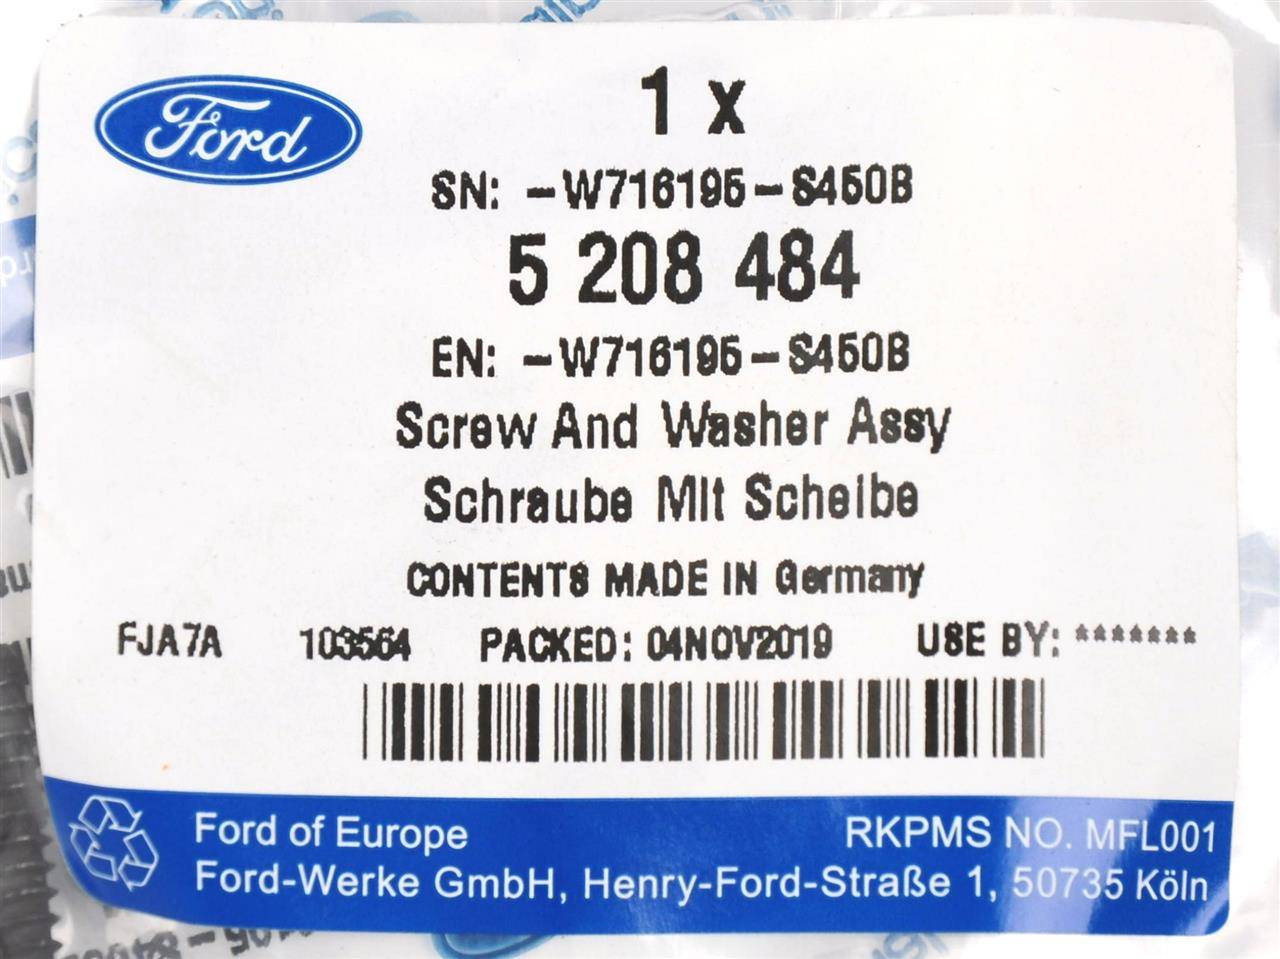 Ford
1 x
SN: -W716195-S450B
5 208 484
EN: -W716195-S450B
Screw And Washer Assy
Schraube Mit Scheibe
CONTENTS MADE IN Germany
FJA7A 103564 PACKED: 04NOV2019 USE BY: *******
Ford of Europe RKPMS NO. MFL001
Ford-Werke GmbH, Henry-Ford-Straße 1, 50735 Köln